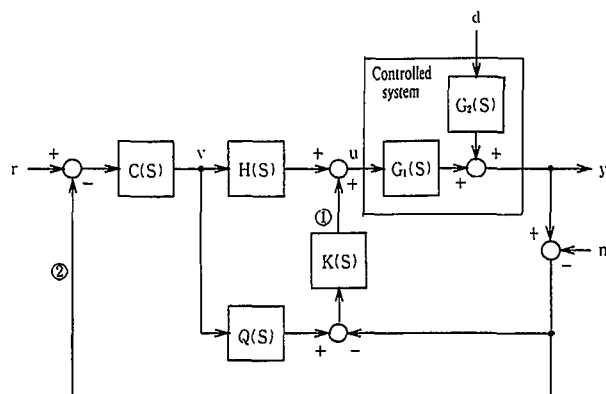 d
Controlled
system
G₂(S)
r
+
−
C(S)
v
H(S)
+
+
u
G₁(S)
+
+
y
①
②
K(S)
+
−
n
Q(S)
+
−